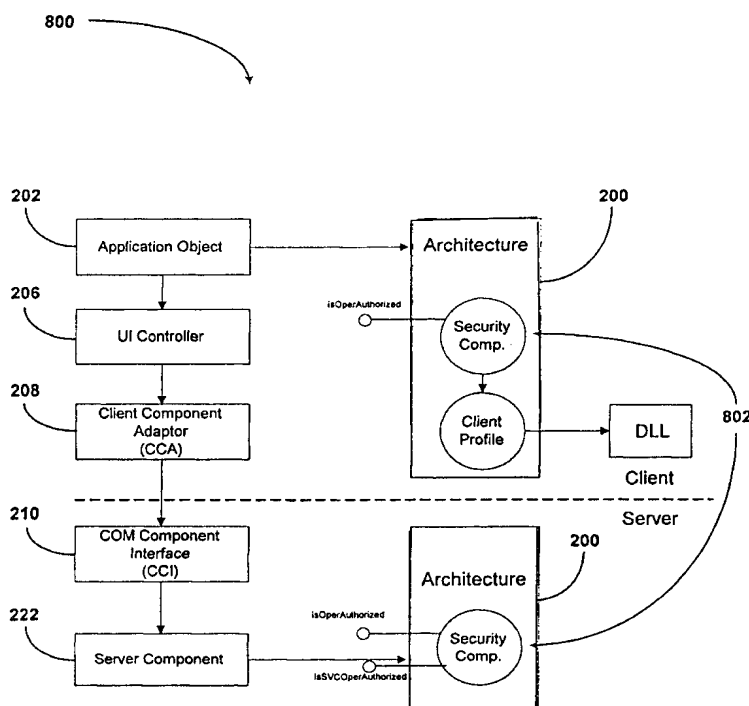 800
202
Application Object
200
Architecture
206
UI Controller
isOperAuthorized
Security
Comp.
208
Client Component
Adaptor
(CCA)
Client
Profile
DLL
802
Client
Server
210
COM Component
Interface
(CCI)
200
Architecture
222
Server Component
isOperAuthorized
Security
Comp.
isSVCOperAuthorized